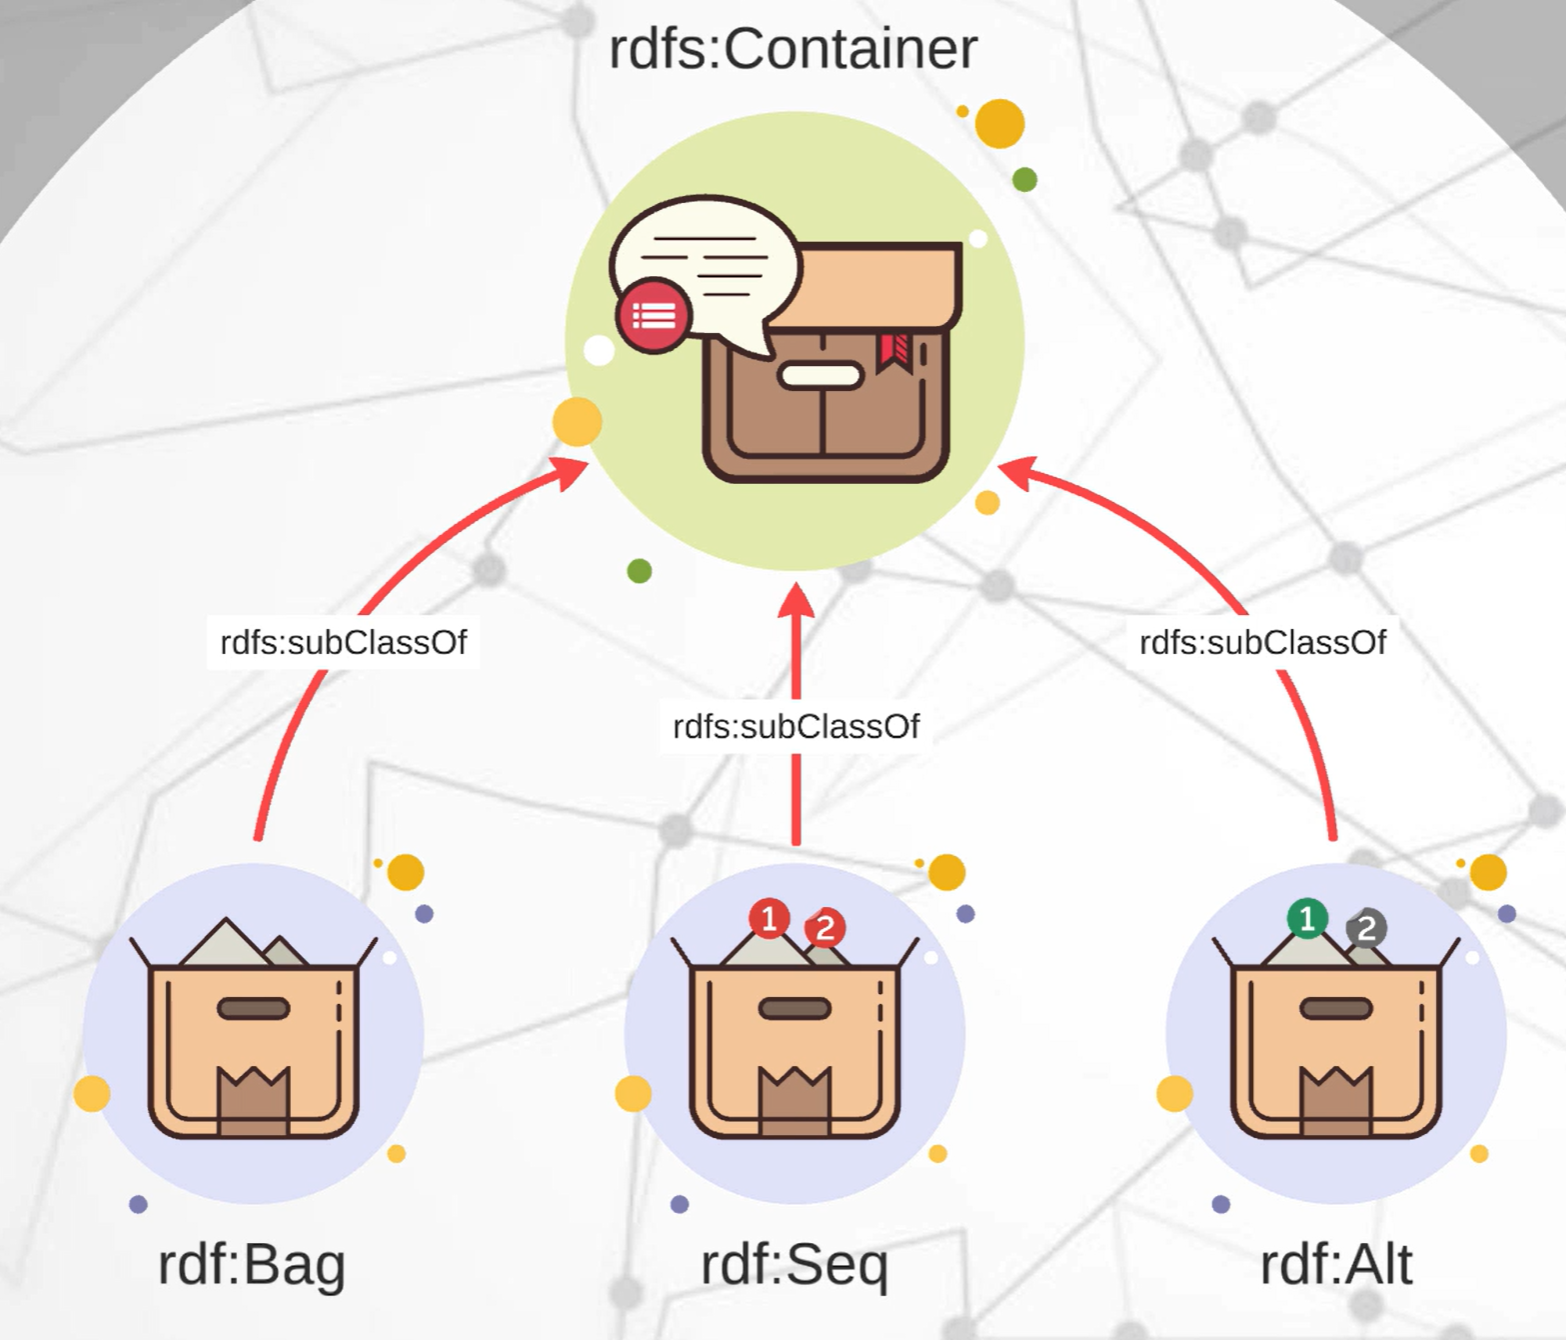 rdfs:Container
rdfs:subClassOf
rdfs:subClassOf
rdfs:subClassOf
1 2
1 2
rdf:Bag
rdf:Seq
rdf:Alt